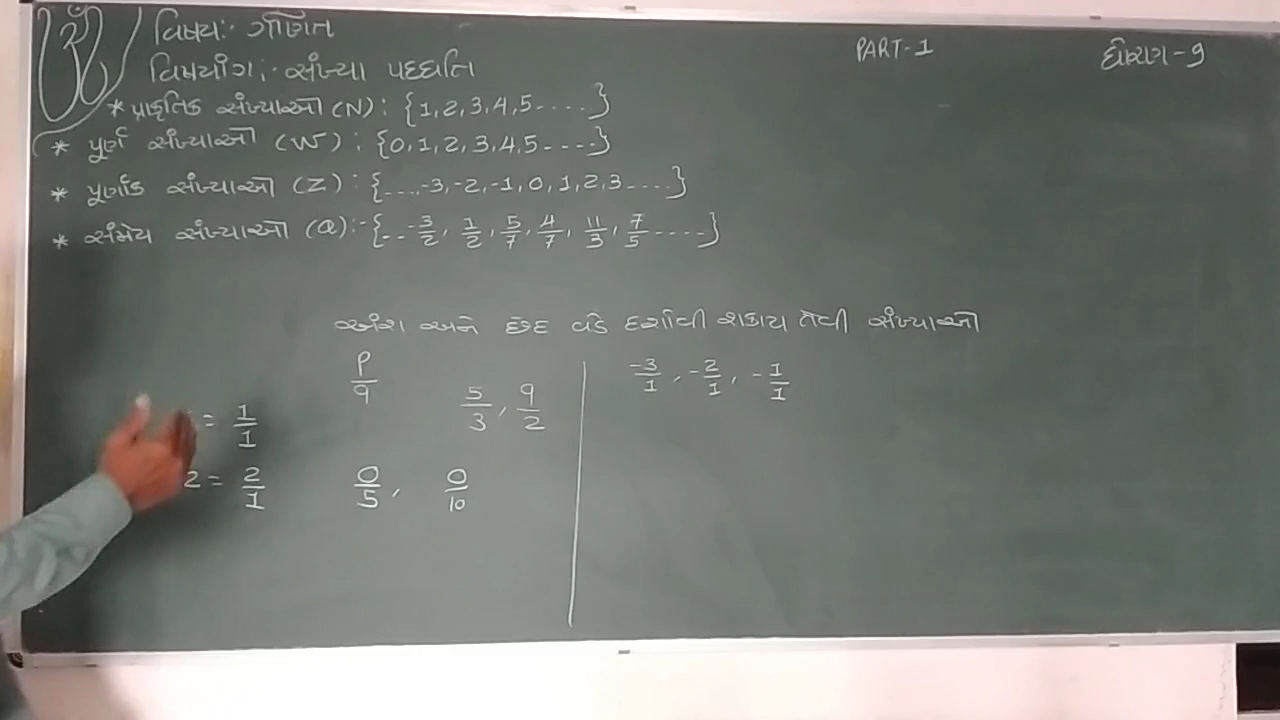 ૐ
વિષય:- ગણિત
PART-1
ધોરણ-9
વિષયાંગ:- સંખ્યા પદ્ધતિ
* પ્રાકૃતિક સંખ્યાઓ (N): {1,2,3,4,5.....}
* પૂર્ણ સંખ્યાઓ (W): {0,1,2,3,4,5.....}
* પૂર્ણાંક સંખ્યાઓ (Z): {...,-3,-2,-1,0,1,2,3.....}
* સંમેય સંખ્યાઓ (Q):-{..-3/2, 1/2, 5/7, 4/7, 11/3, 7/5.....}
અંશ અને છેદ વડે દર્શાવી શકાય તેવી સંખ્યાઓ
p/q
-3/1, -2/1, -1/1
5/3, 9/2
= 1/1
2 = 2/1
0/5, 0/10